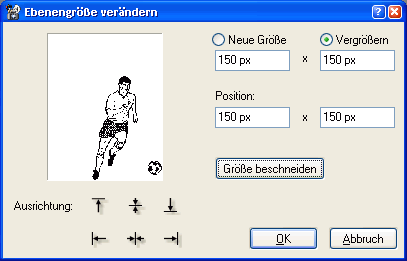 Ebenengröße verändern
Neue Größe Vergrößern
150 px x 150 px
Position:
150 px x 150 px
Größe beschneiden
Ausrichtung:
OK Abbruch